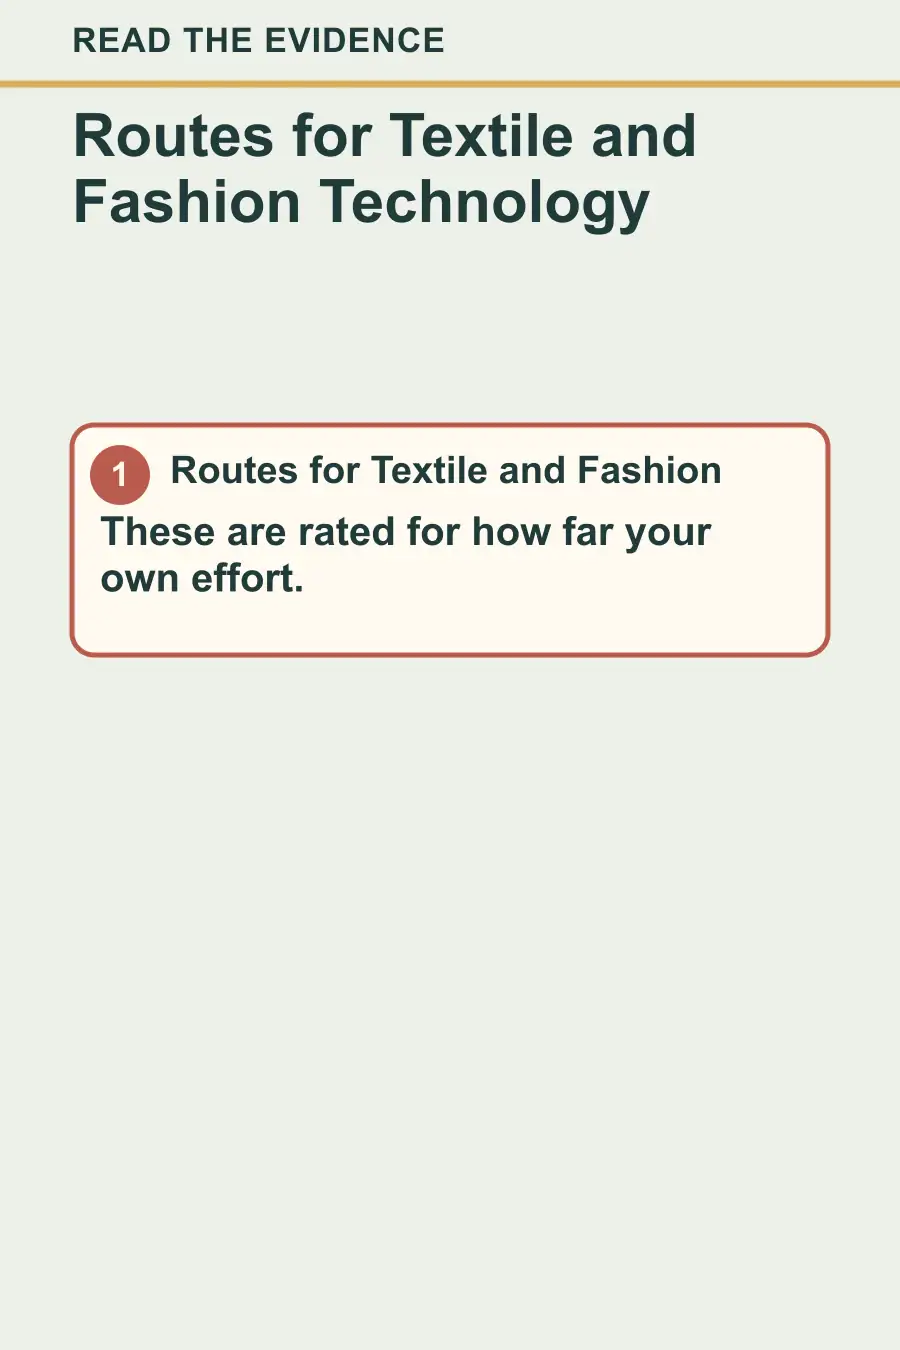 READ THE EVIDENCE
Routes for Textile and
Fashion Technology
1 Routes for Textile and Fashion
These are rated for how far your
own effort.